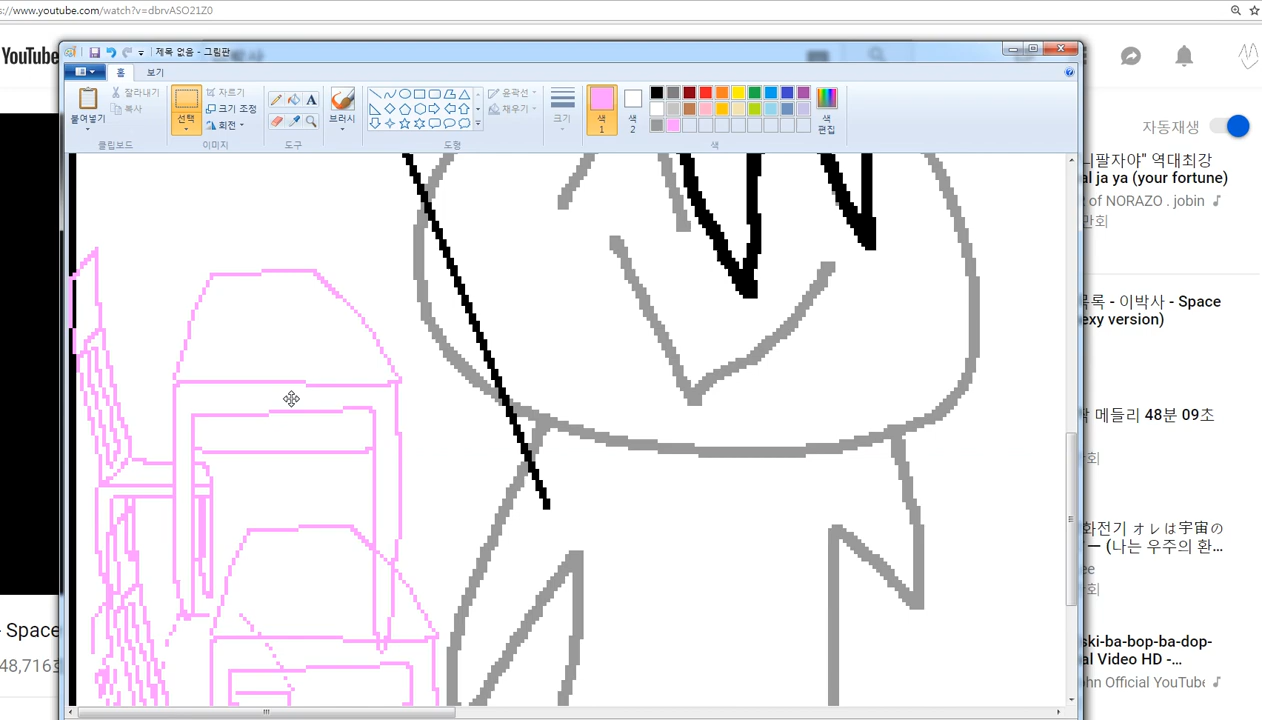 s://www.youtube.com/watch?v=dbrvASO21Z0
YouTube
제목 없음 - 그림판
홈
보기
붙여넣기
잘라내기
복사
클립보드
선택
자르기
크기 조정
회전
이미지
A
도구
브러시
윤곽선
채우기
도형
크기
색
1
색
2
색
편집
색
자동재생
니팔자야" 역대최강
al ja ya (your fortune)
of NORAZO . jobin
만회
목록 - 이박사 - Space
exy version)
락 메들리 48분 09초
회
화전기 オレは宇宙の
ー (나는 우주의 환...
ee
회
ski-ba-bop-ba-dop-
al Video HD -...
hn Official YouTube
- Space
48,716회